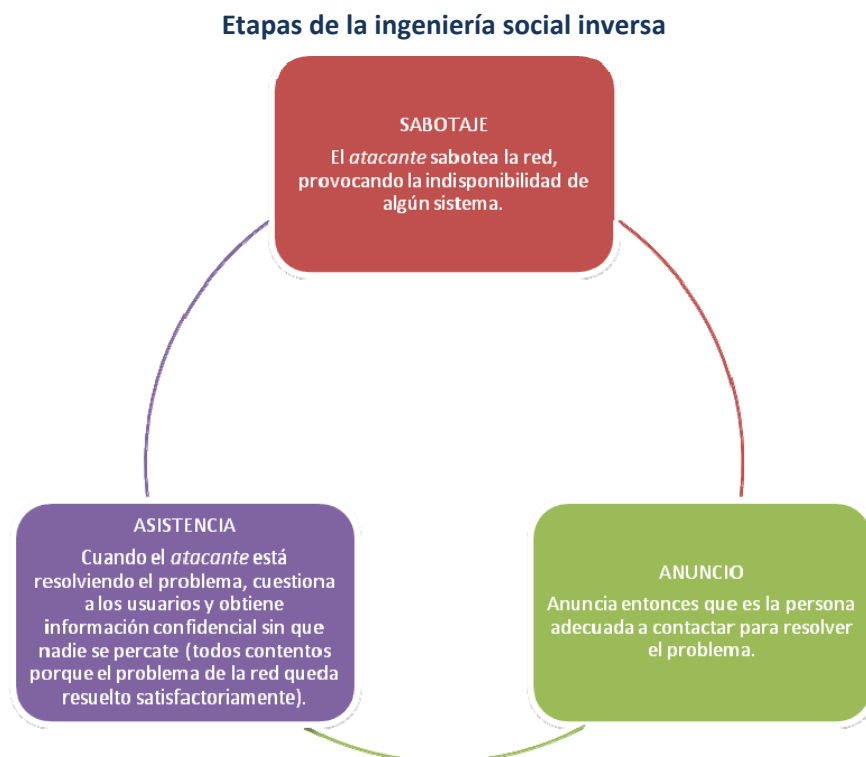 Etapas de la ingeniería social inversa
SABOTAJE
El atacante sabotea la red,
provocando la indisponibilidad de
algún sistema.
ANUNCIO
Anuncia entonces que es la persona
adecuada a contactar para resolver
el problema.
ASISTENCIA
Cuando el atacante está
resolviendo el problema, cuestiona
a los usuarios y obtiene
información confidencial sin que
nadie se percate (todos contentos
porque el problema de la red queda
resuelto satisfactoriamente).